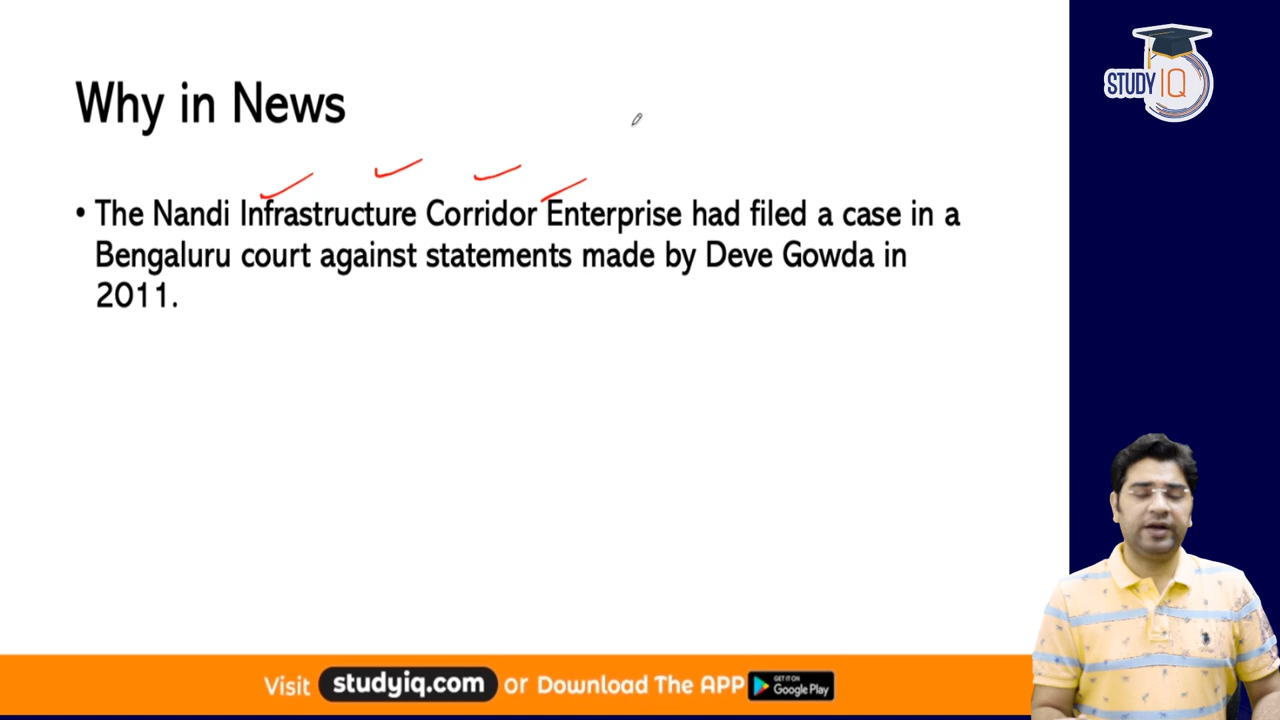 Why in News
• The Nandi Infrastructure Corridor Enterprise had filed a case in a
Bengaluru court against statements made by Deve Gowda in
2011.
STUDY IQ
Visit studyiq.com or Download The APP GET IT ON Google Play